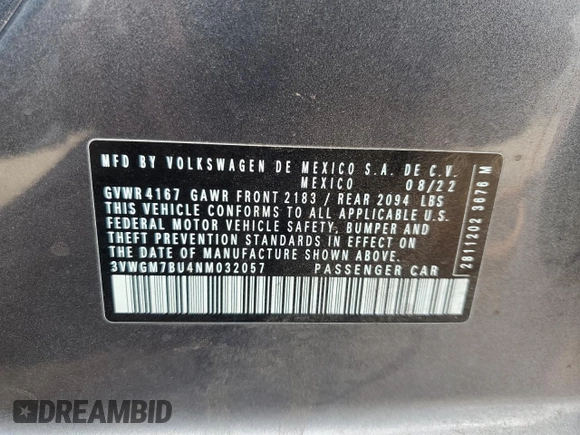 MFD BY VOLKSWAGEN DE MEXICO S.A. DE C.V.
MEXICO 08/22
GVWR 4167 GAWR FRONT 2183 / REAR 2094 LBS
THIS VEHICLE CONFORMS TO ALL APPLICABLE U.S.
FEDERAL MOTOR VEHICLE SAFETY, BUMPER AND
THEFT PREVENTION STANDARDS IN EFFECT ON
THE DATE OF MANUFACTURE SHOWN ABOVE.
3VWGM7BU4NM032057 PASSENGER CAR
2811202 3676 M
DREAMBID